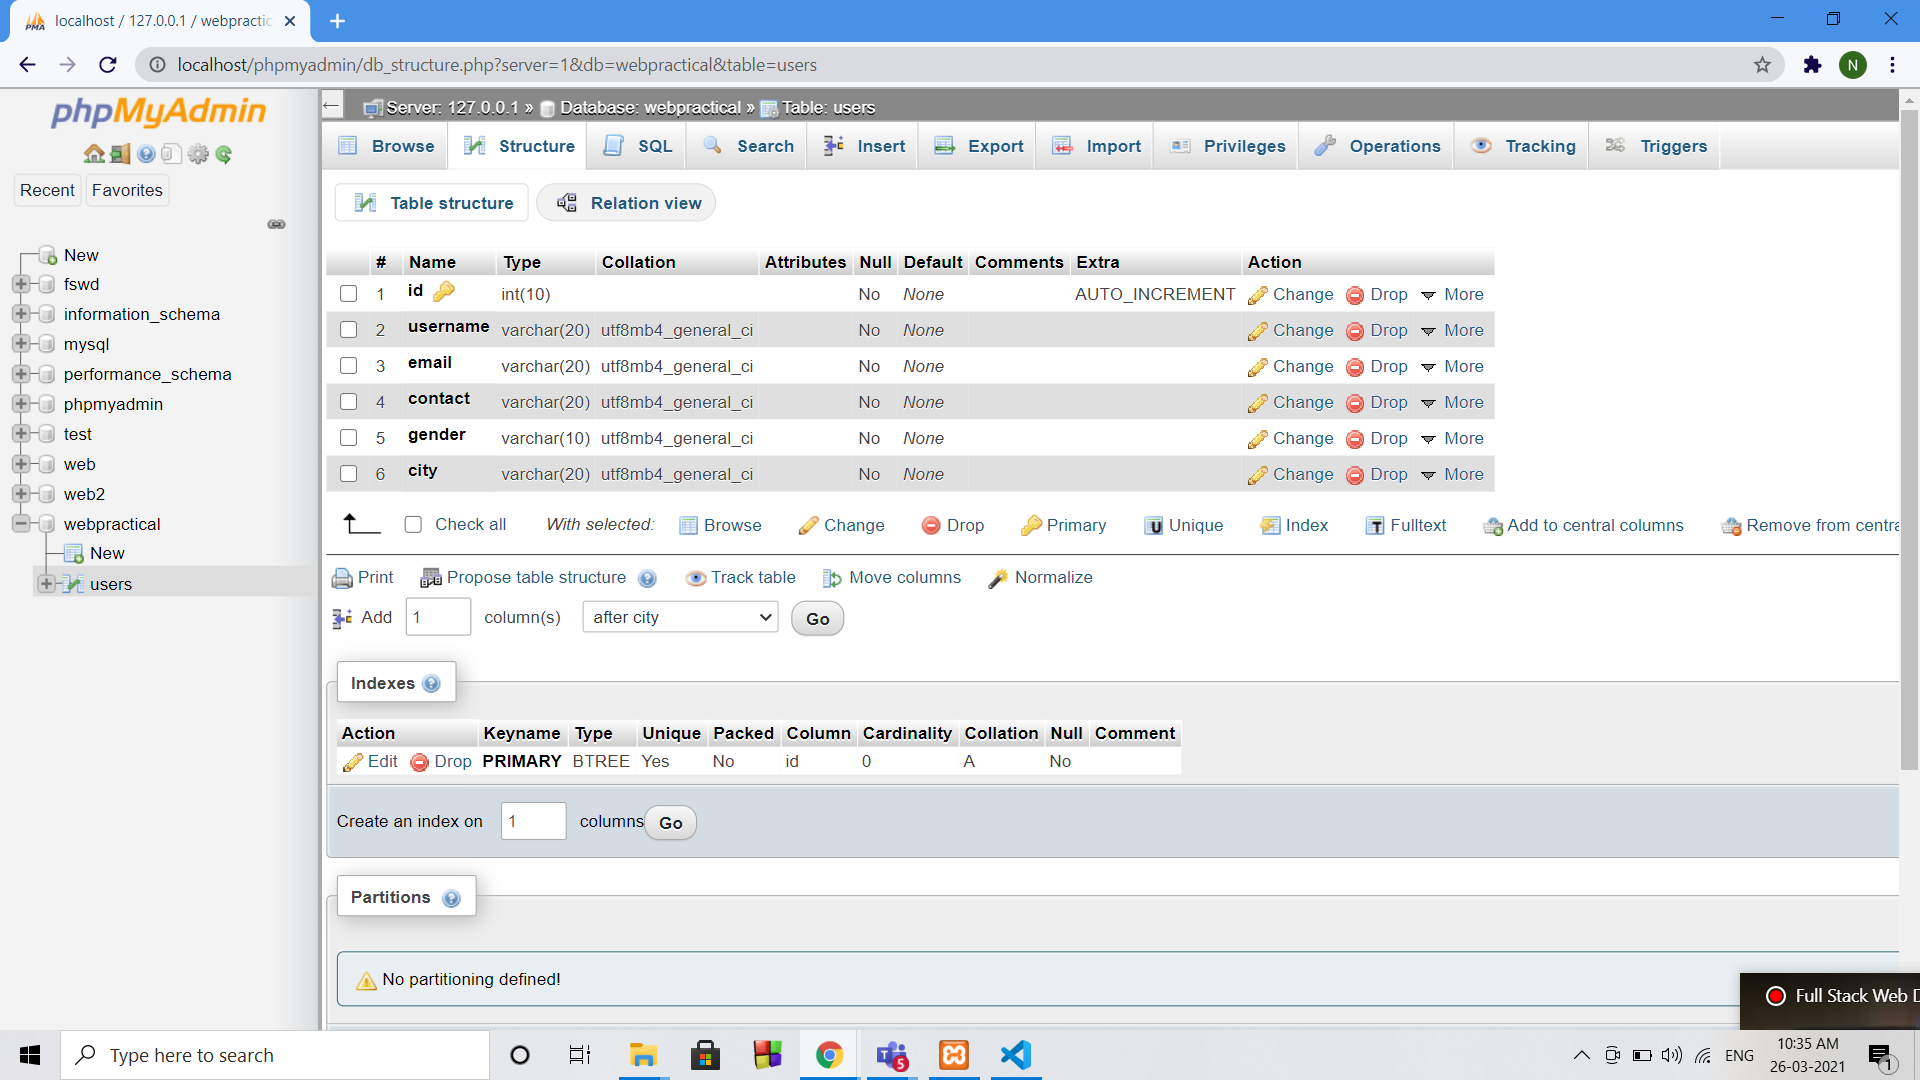 localhost / 127.0.0.1 / webpractic
localhost/phpmyadmin/db_structure.php?server=1&db=webpractical&table=users
N
phpMyAdmin
Recent Favorites
New
fswd
information_schema
mysql
performance_schema
phpmyadmin
test
web
web2
webpractical
New
users
Server: 127.0.0.1 » Database: webpractical » Table: users
Browse Structure SQL Search Insert Export Import Privileges Operations Tracking Triggers
Table structure Relation view
# Name Type Collation Attributes Null Default Comments Extra Action
1 id int(10) No None AUTO_INCREMENT Change Drop More
2 username varchar(20) utf8mb4_general_ci No None Change Drop More
3 email varchar(20) utf8mb4_general_ci No None Change Drop More
4 contact varchar(20) utf8mb4_general_ci No None Change Drop More
5 gender varchar(10) utf8mb4_general_ci No None Change Drop More
6 city varchar(20) utf8mb4_general_ci No None Change Drop More
Check all With selected: Browse Change Drop Primary Unique Index Fulltext Add to central columns Remove from centra
Print Propose table structure Track table Move columns Normalize
Add 1 column(s) after city Go
Indexes
Action Keyname Type Unique Packed Column Cardinality Collation Null Comment
Edit Drop PRIMARY BTREE Yes No id 0 A No
Create an index on 1 columns Go
Partitions
No partitioning defined!
Full Stack Web D
Type here to search
5
ENG
10:35 AM
26-03-2021
1